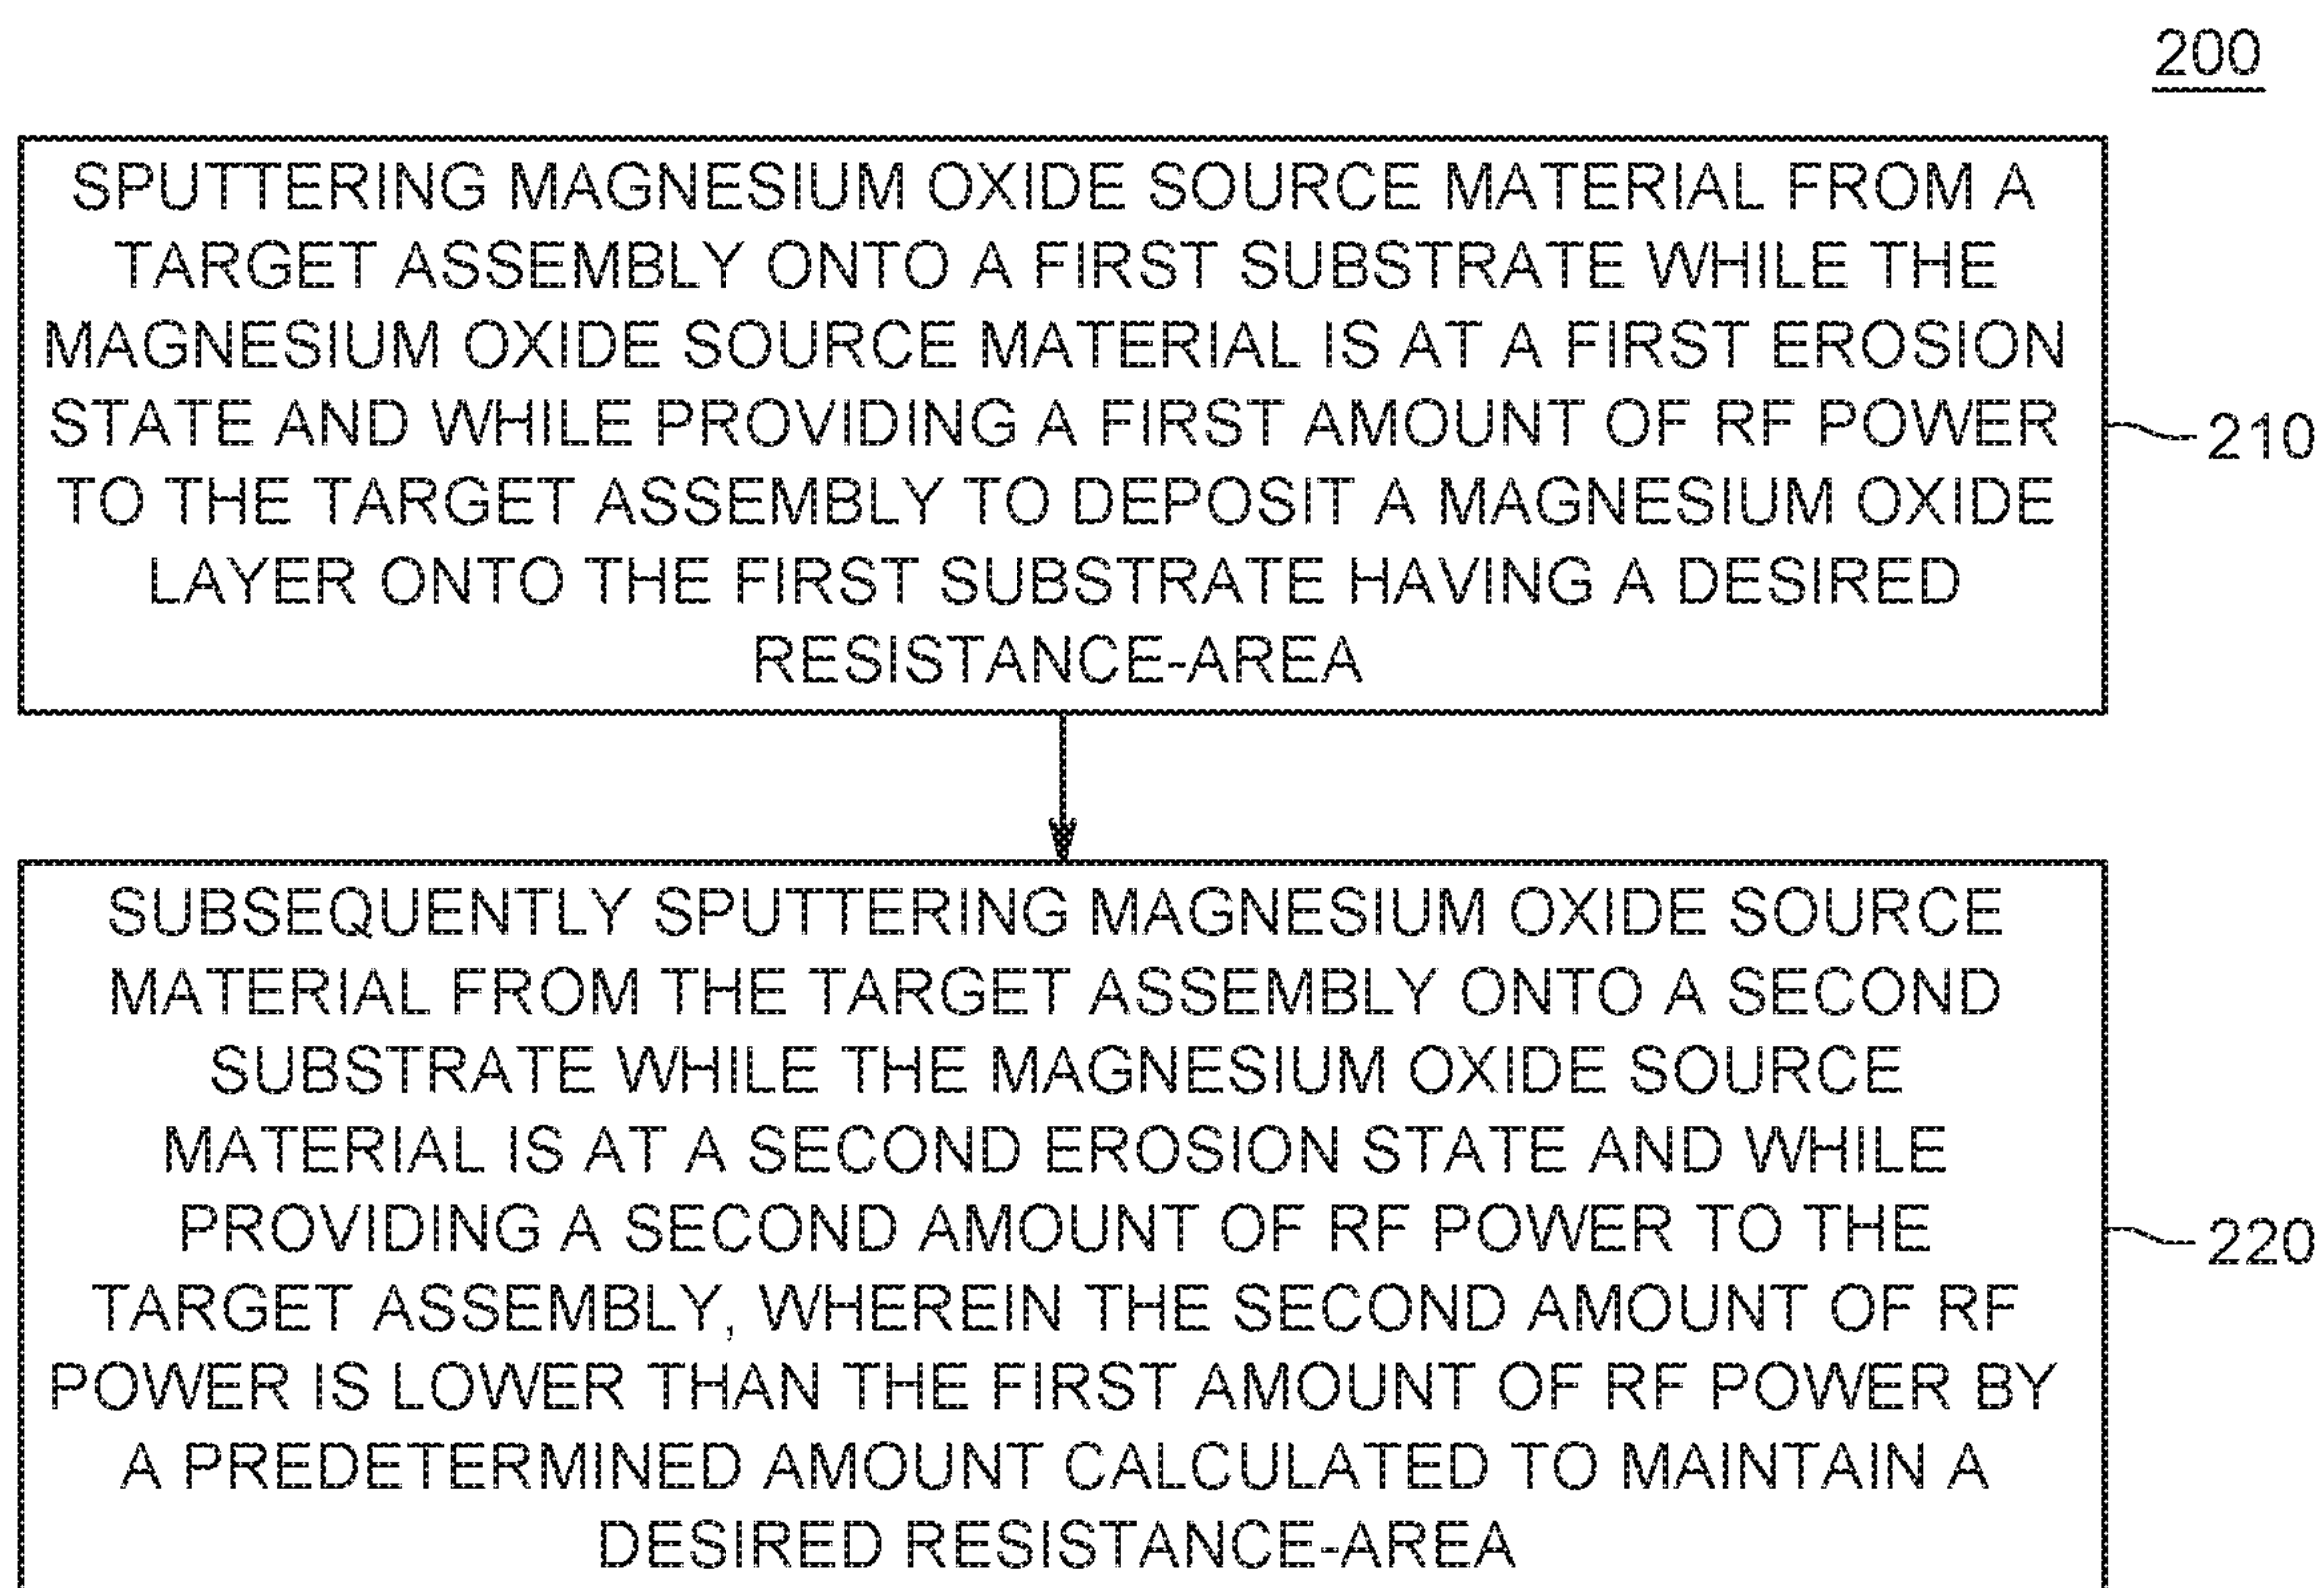 200
SPUTTERING MAGNESIUM OXIDE SOURCE MATERIAL FROM A
TARGET ASSEMBLY ONTO A FIRST SUBSTRATE WHILE THE
MAGNESIUM OXIDE SOURCE MATERIAL IS AT A FIRST EROSION
STATE AND WHILE PROVIDING A FIRST AMOUNT OF RF POWER
TO THE TARGET ASSEMBLY TO DEPOSIT A MAGNESIUM OXIDE
LAYER ONTO THE FIRST SUBSTRATE HAVING A DESIRED
RESISTANCE-AREA
210
SUBSEQUENTLY SPUTTERING MAGNESIUM OXIDE SOURCE
MATERIAL FROM THE TARGET ASSEMBLY ONTO A SECOND
SUBSTRATE WHILE THE MAGNESIUM OXIDE SOURCE
MATERIAL IS AT A SECOND EROSION STATE AND WHILE
PROVIDING A SECOND AMOUNT OF RF POWER TO THE
TARGET ASSEMBLY, WHEREIN THE SECOND AMOUNT OF RF
POWER IS LOWER THAN THE FIRST AMOUNT OF RF POWER BY
A PREDETERMINED AMOUNT CALCULATED TO MAINTAIN A
DESIRED RESISTANCE-AREA
220